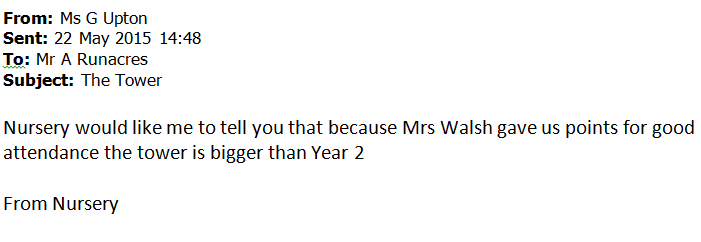 From: Ms G Upton
Sent: 22 May 2015 14:48
To: Mr A Runacres
Subject: The Tower
Nursery would like me to tell you that because Mrs Walsh gave us points for good
attendance the tower is bigger than Year 2
From Nursery